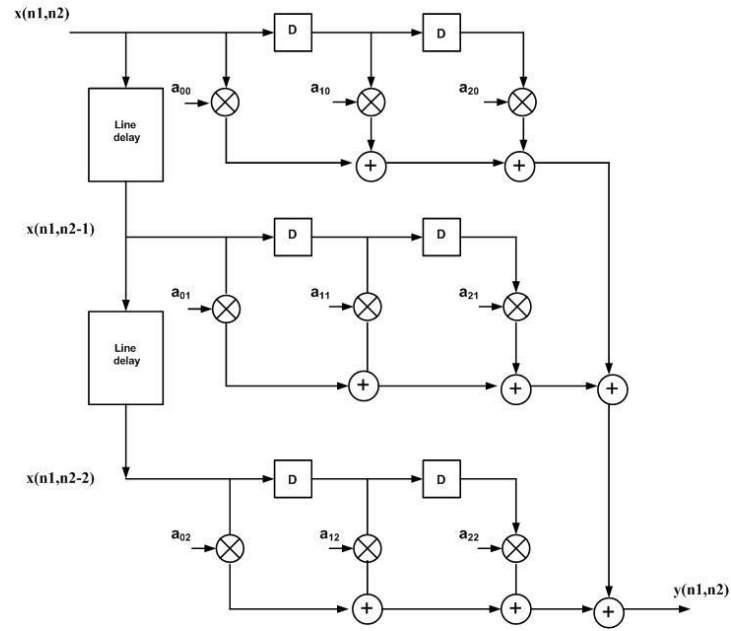 x(n1,n2)
D
D
a00
a10
a20
Line
delay
+
+
x(n1,n2-1)
D
D
a01
a11
a21
Line
delay
+
+
+
x(n1,n2-2)
D
D
a02
a12
a22
y(n1,n2)
+
+
+